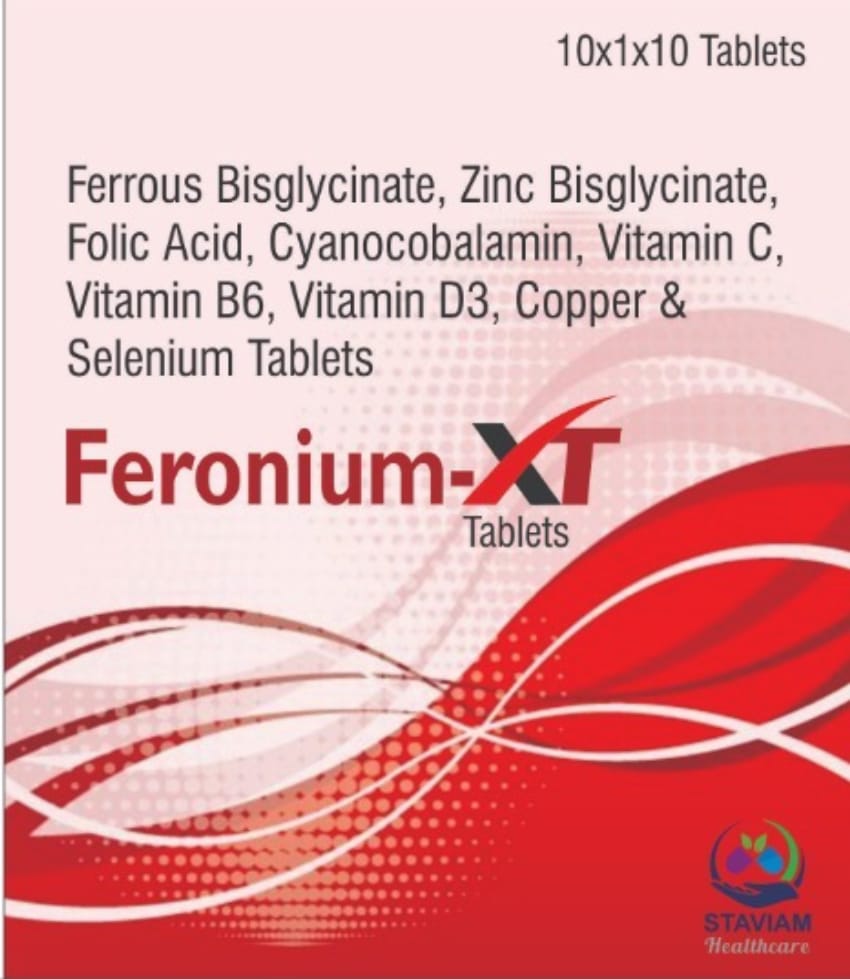 10x1x10 Tablets
Ferrous Bisglycinate, Zinc Bisglycinate,
Folic Acid, Cyanocobalamin, Vitamin C,
Vitamin B6, Vitamin D3, Copper &
Selenium Tablets
Feronium-XT
Tablets
STAVIAM
Healthcare